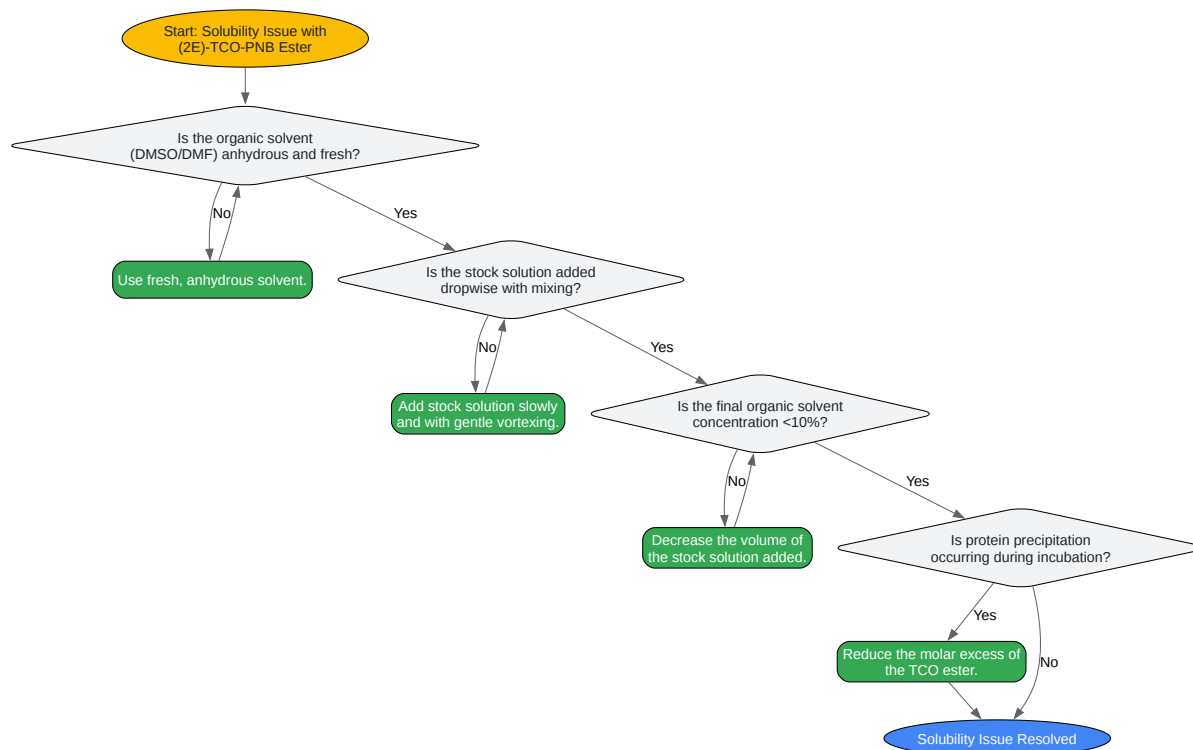 Start: Solubility Issue with
(2E)-TCO-PNB Ester
Is the organic solvent
(DMSO/DMF) anhydrous and fresh?
No
Yes
Use fresh, anhydrous solvent.
Is the stock solution added
dropwise with mixing?
No
Yes
Add stock solution slowly
and with gentle vortexing.
Is the final organic solvent
concentration <10%?
No
Yes
Decrease the volume of
the stock solution added.
Is protein precipitation
occurring during incubation?
Yes
No
Reduce the molar excess of
the TCO ester.
Solubility Issue Resolved